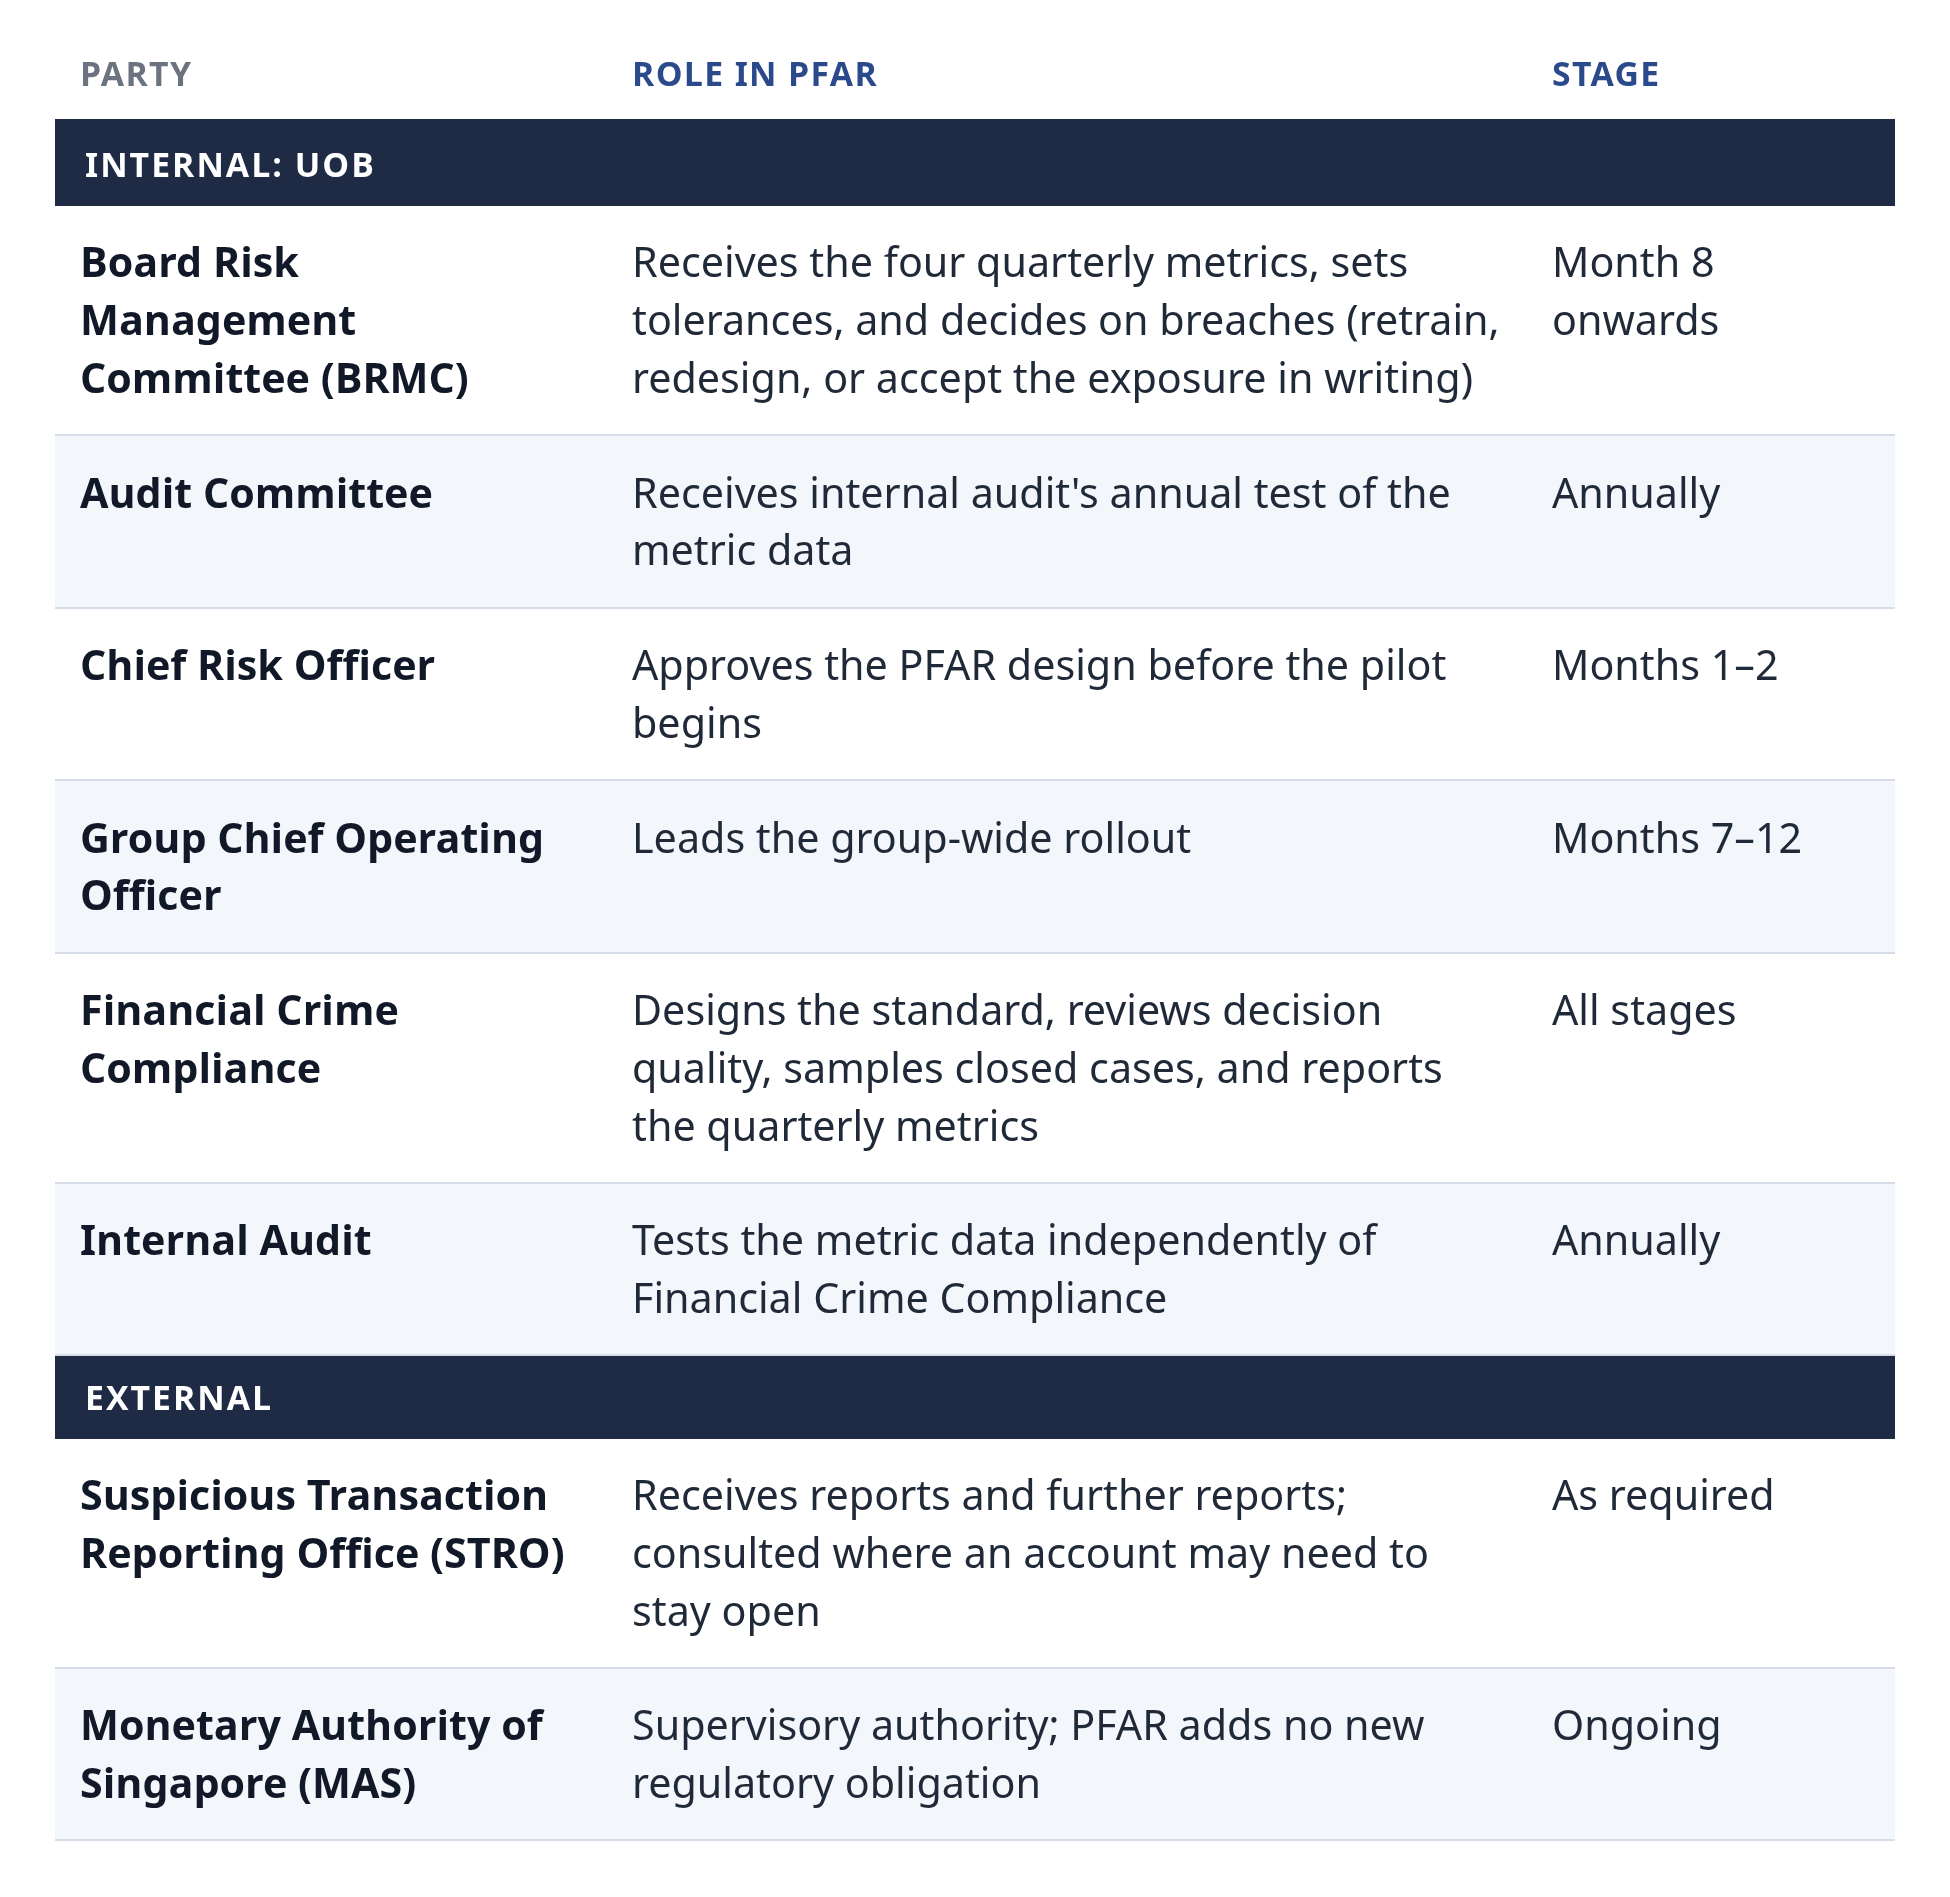 PARTY ROLE IN PFAR STAGE
INTERNAL: UOB
Board Risk Receives the four quarterly metrics, sets Month 8
Management tolerances, and decides on breaches (retrain, onwards
Committee (BRMC) redesign, or accept the exposure in writing)
Audit Committee Receives internal audit's annual test of the Annually
metric data
Chief Risk Officer Approves the PFAR design before the pilot Months 1–2
begins
Group Chief Operating Leads the group-wide rollout Months 7–12
Officer
Financial Crime Designs the standard, reviews decision All stages
Compliance quality, samples closed cases, and reports
the quarterly metrics
Internal Audit Tests the metric data independently of Annually
Financial Crime Compliance
EXTERNAL
Suspicious Transaction Receives reports and further reports; As required
Reporting Office (STRO) consulted where an account may need to
stay open
Monetary Authority of Supervisory authority; PFAR adds no new Ongoing
Singapore (MAS) regulatory obligation